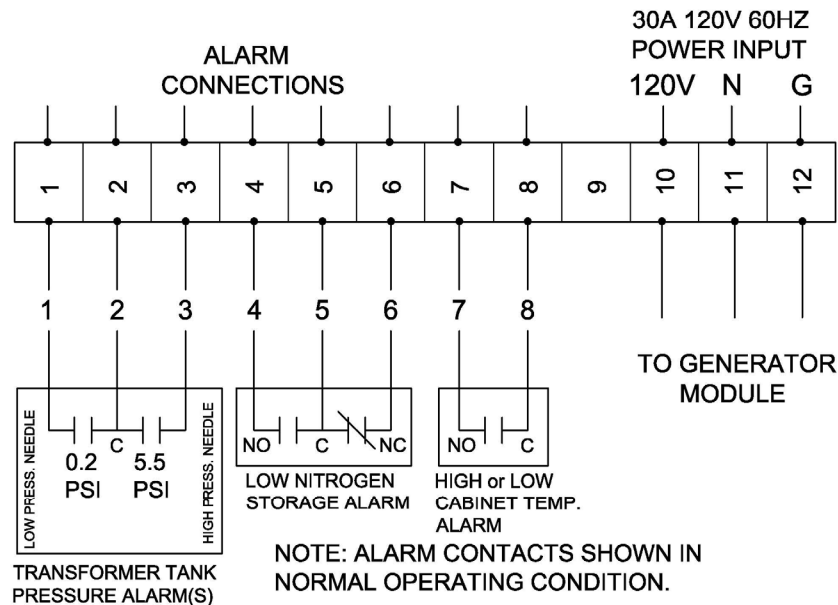 30A 120V 60HZ
POWER INPUT
120V N G
ALARM
CONNECTIONS
1 2 3 4 5 6 7 8 9 10 11 12
1 2 3 4 5 6 7 8
TO GENERATOR
MODULE
LOW PRESS. NEEDLE
C
0.2
PSI
5.5
PSI
HIGH PRESS. NEEDLE
TRANSFORMER TANK
PRESSURE ALARM(S)
NO C NC
LOW NITROGEN
STORAGE ALARM
NO C
HIGH or LOW
CABINET TEMP.
ALARM
NOTE: ALARM CONTACTS SHOWN IN
NORMAL OPERATING CONDITION.